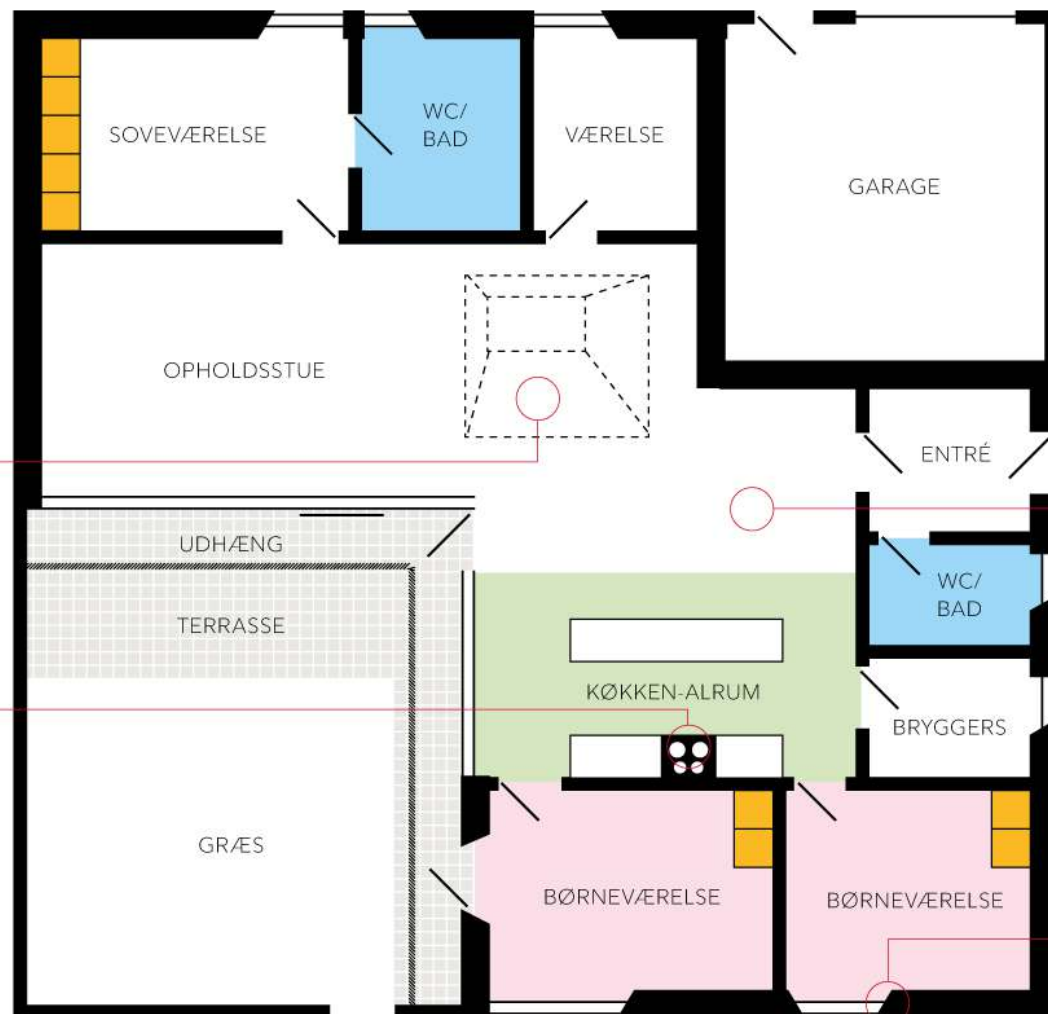 SOVEVÆRELSE
WC/
BAD
VÆRELSE
GARAGE
OPHOLDSSTUE
ENTRÉ
UDHÆNG
WC/
BAD
TERRASSE
KØKKEN-ALRUM
BRYGGERS
GRÆS
BØRNEVÆRELSE
BØRNEVÆRELSE